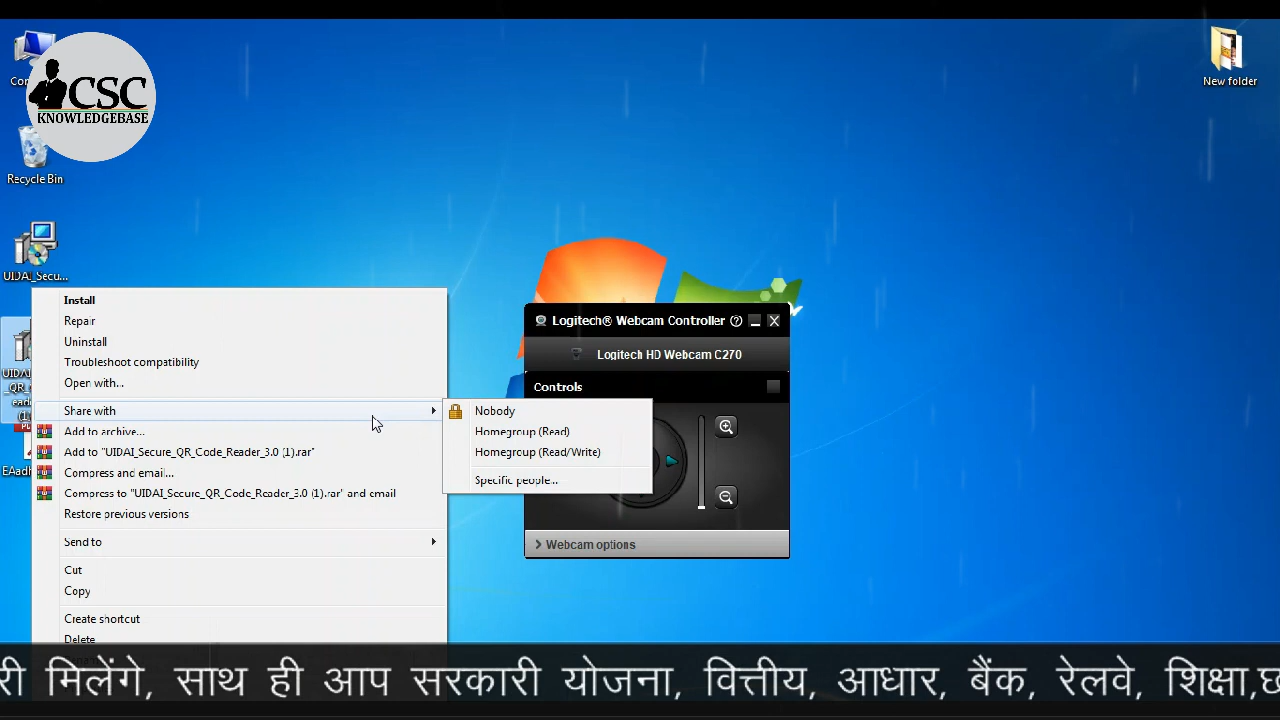 CSC
KNOWLEDGEBASE
Recycle Bin
UIDAI_Secu...
New folder
Install
Repair
Uninstall
Troubleshoot compatibility
Open with...
Share with
Add to archive...
Add to "UIDAI_Secure_QR_Code_Reader_3.0 (1).rar"
Compress and email...
Compress to "UIDAI_Secure_QR_Code_Reader_3.0 (1).rar" and email
Restore previous versions
Send to
Cut
Copy
Create shortcut
Delete
Nobody
Homegroup (Read)
Homegroup (Read/Write)
Specific people...
Logitech® Webcam Controller
Logitech HD Webcam C270
Controls
Webcam options
मिलेंगे, साथ ही आप सरकारी योजना, वित्तीय, आधार, बैंक, रेलवे, शिक्षा,